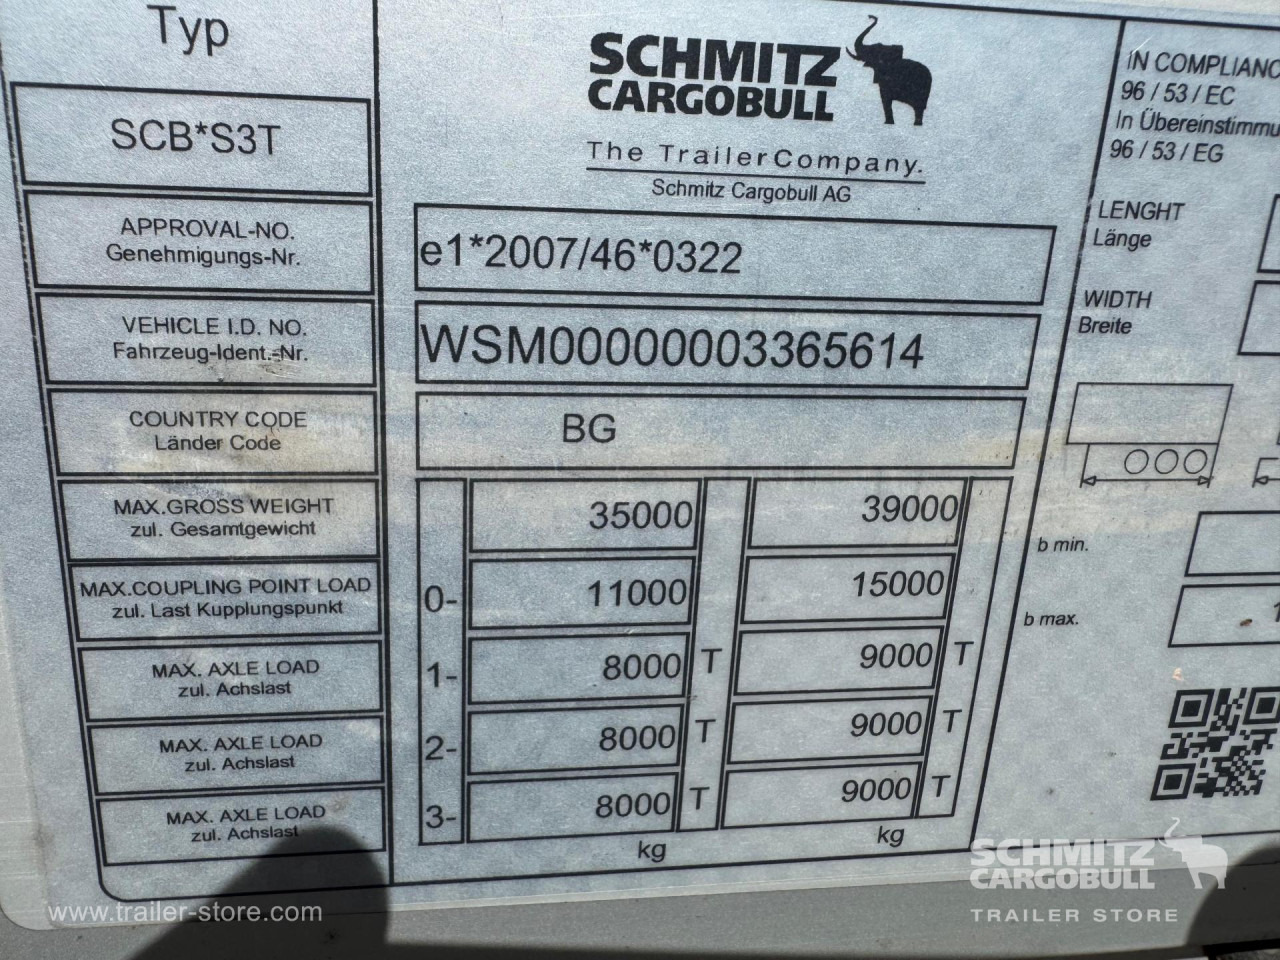 Typ
SCB*S3T
SCHMITZ
CARGOBULL
The TrailerCompany.
Schmitz Cargobull AG
APPROVAL-NO.
Genehmigungs-Nr.
e1*2007/46*0322
VEHICLE I.D. NO.
Fahrzeug-Ident.-Nr.
WSM00000003365614
COUNTRY CODE
Länder Code
BG
MAX.GROSS WEIGHT
zul. Gesamtgewicht
35000 39000
MAX.COUPLING POINT LOAD
zul. Last Kupplungspunkt
0- 11000 15000
MAX. AXLE LOAD
zul. Achslast
1- 8000 T 9000 T
MAX. AXLE LOAD
zul. Achslast
2- 8000 T 9000 T
MAX. AXLE LOAD
zul. Achslast
3- 8000 T 9000 T
kg kg
IN COMPLIANC
96 / 53 / EC
In Übereinstimmu
96 / 53 / EG
LENGHT
Länge
WIDTH
Breite
b min.
b max.
www.trailer-store.com
SCHMITZ
CARGOBULL
TRAILER STORE